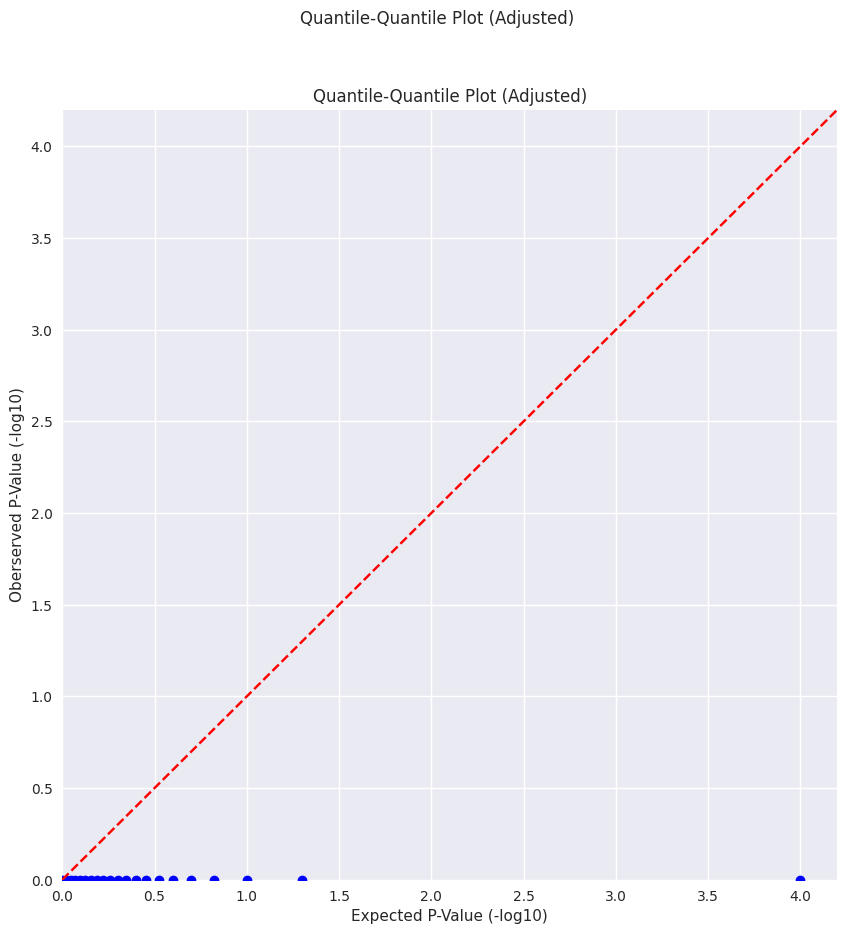 Quantile-Quantile Plot (Adjusted)
Quantile-Quantile Plot (Adjusted)
4.0
3.5
3.0
2.5
2.0
1.5
1.0
0.5
0.0
Oberserved P-Value (-log10)
0.0 0.5 1.0 1.5 2.0 2.5 3.0 3.5 4.0
Expected P-Value (-log10)